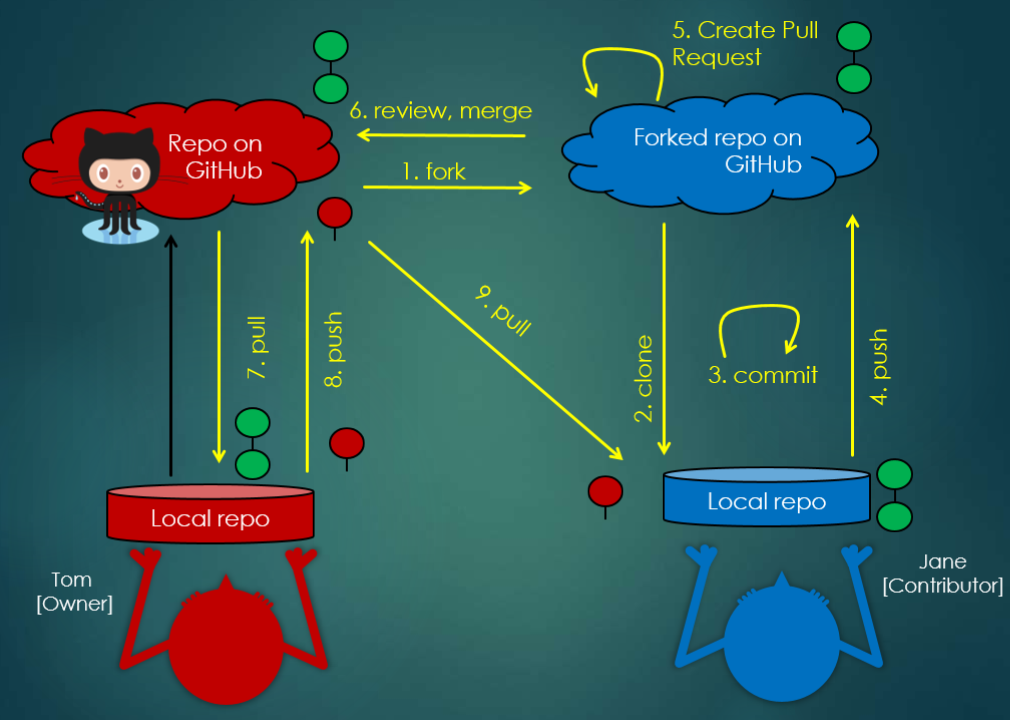 5. Create Pull
Request
6. review, merge
Repo on
GitHub
Forked repo on
GitHub
1. fork
9. pull
7. pull
8. push
2. clone
3. commit
4. push
Local repo
Local repo
Tom
[Owner]
Jane
[Contributor]